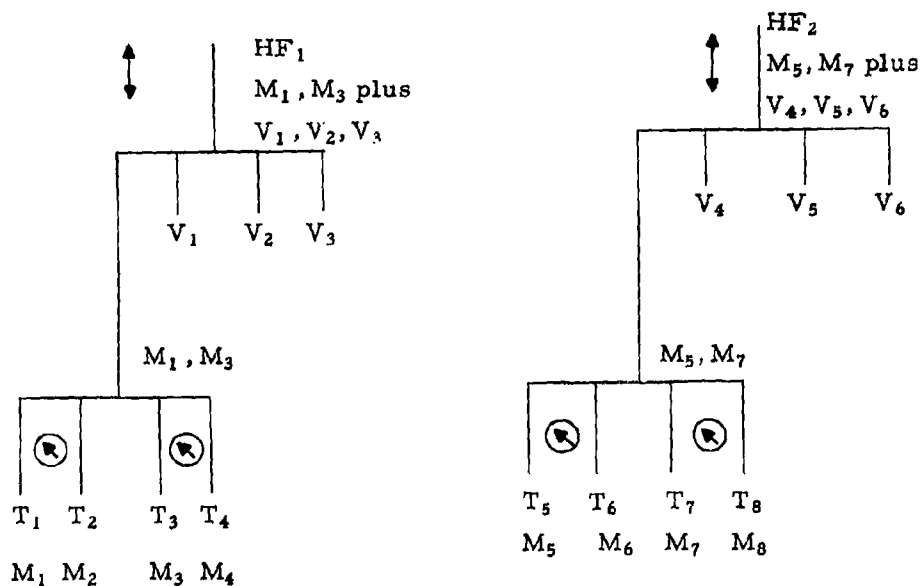 HF₁
M₁, M₃ plus
V₁, V₂, V₃
V₁ V₂ V₃
M₁, M₃
T₁ T₂ T₃ T₄
M₁ M₂ M₃ M₄
HF₂
M₅, M₇ plus
V₄, V₅, V₆
V₄ V₅ V₆
M₅, M₇
T₅ T₆ T₇ T₈
M₅ M₆ M₇ M₈